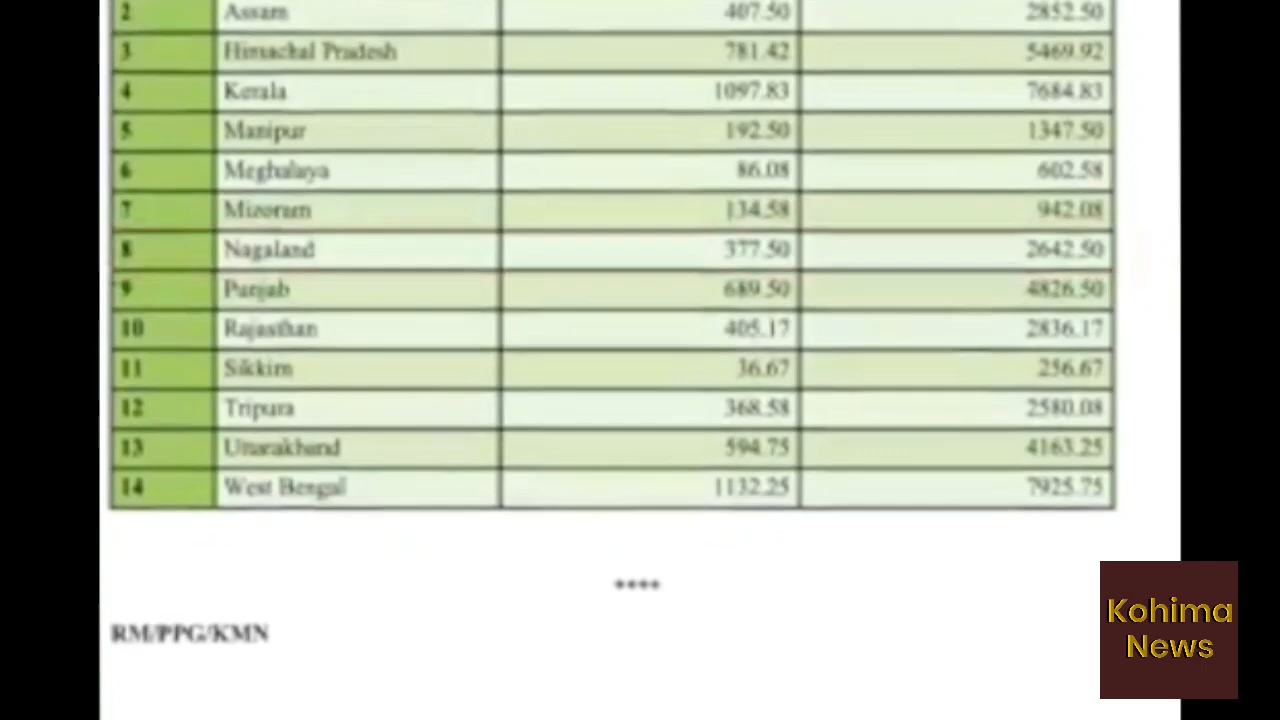 2 Assam 407.50 2852.50
3 Himachal Pradesh 781.42 5469.92
4 Kerala 1097.83 7684.83
5 Manipur 192.50 1347.50
6 Meghalaya 86.08 602.58
7 Mizoram 134.58 942.08
8 Nagaland 377.50 2642.50
9 Punjab 689.50 4826.50
10 Rajasthan 405.17 2836.17
11 Sikkim 36.67 256.67
12 Tripura 368.58 2580.08
13 Uttarakhand 594.75 4163.25
14 West Bengal 1132.25 7925.75
****
RM/PPG/KMN
Kohima
News